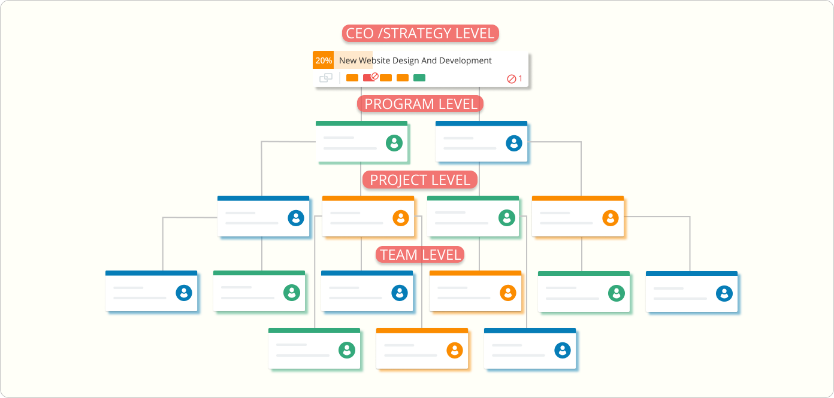 CEO /STRATEGY LEVEL
20% New Website Design And Development
1
PROGRAM LEVEL
PROJECT LEVEL
TEAM LEVEL